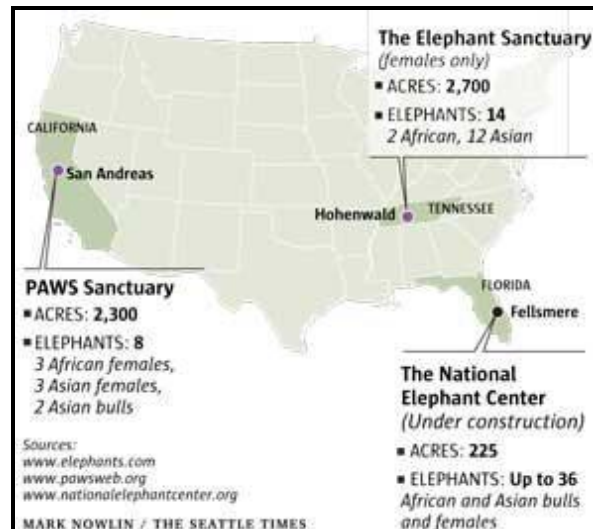 The Elephant Sanctuary
(females only)
■ ACRES: 2,700
■ ELEPHANTS: 14
2 African, 12 Asian
CALIFORNIA
San Andreas
Hohenwald
TENNESSEE
PAWS Sanctuary
■ ACRES: 2,300
■ ELEPHANTS: 8
3 African females,
3 Asian females,
2 Asian bulls
FLORIDA
Fellsmere
The National
Elephant Center
(Under construction)
■ ACRES: 225
■ ELEPHANTS: Up to 36
African and Asian bulls
and females
Sources:
www.elephants.com
www.pawsweb.org
www.nationalelephantcenter.org
MARK NOWLIN / THE SEATTLE TIMES